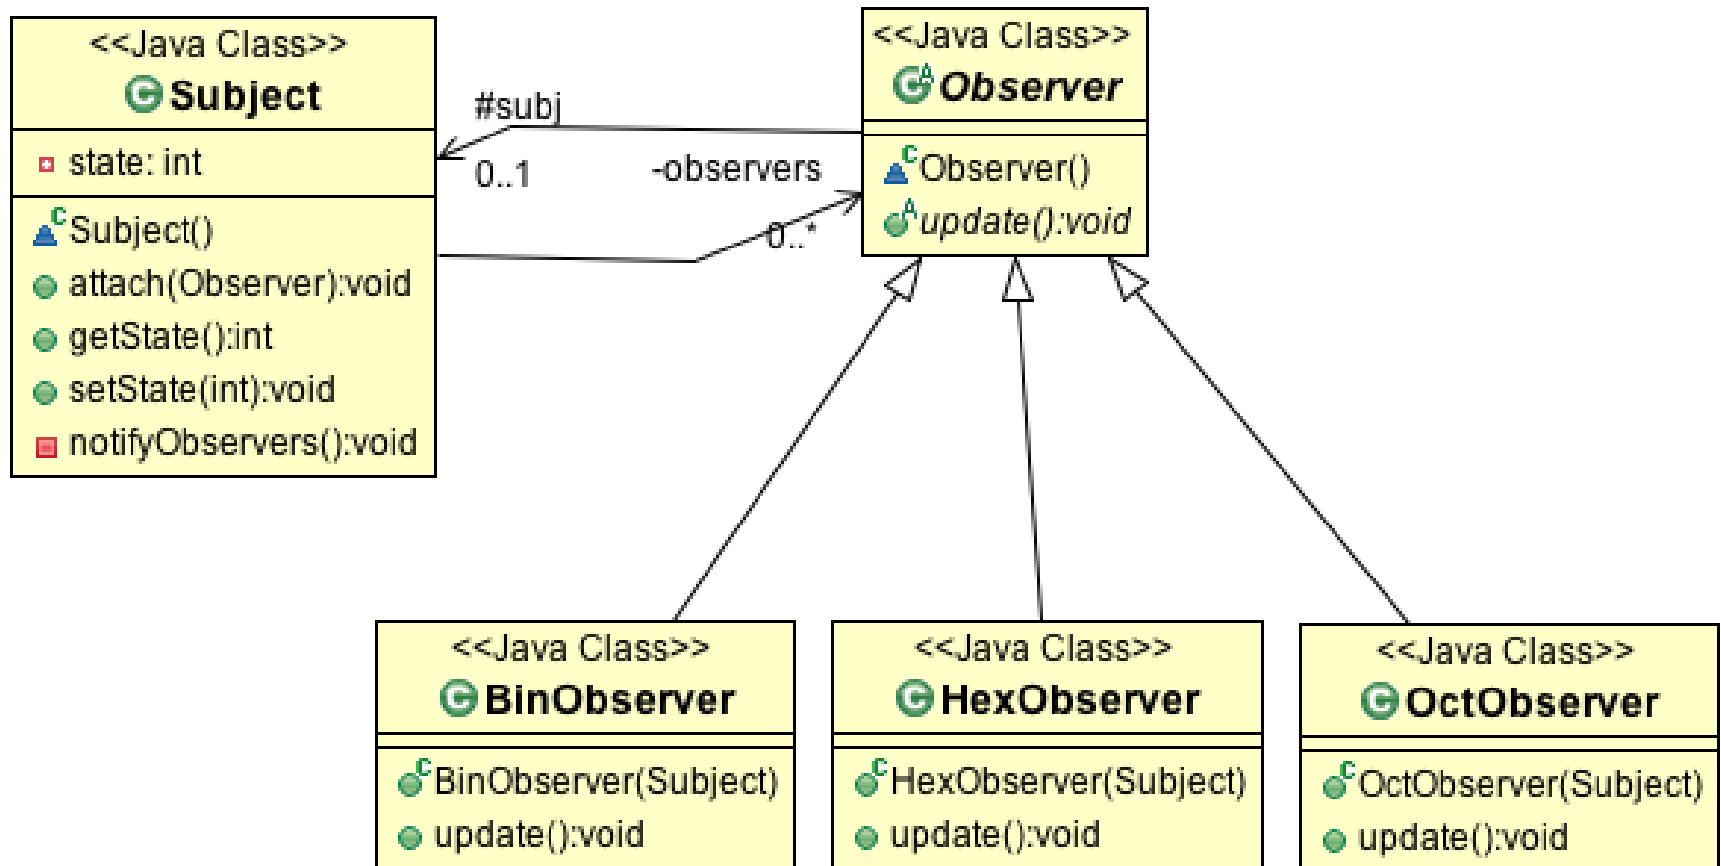 <<Java Class>>
Subject
state: int
Subject()
attach(Observer):void
getState():int
setState(int):void
notifyObservers():void
#subj
0..1
-observers
0..*
<<Java Class>>
Observer
Observer()
update():void
<<Java Class>>
BinObserver
BinObserver(Subject)
update():void
<<Java Class>>
HexObserver
HexObserver(Subject)
update():void
<<Java Class>>
OctObserver
OctObserver(Subject)
update():void